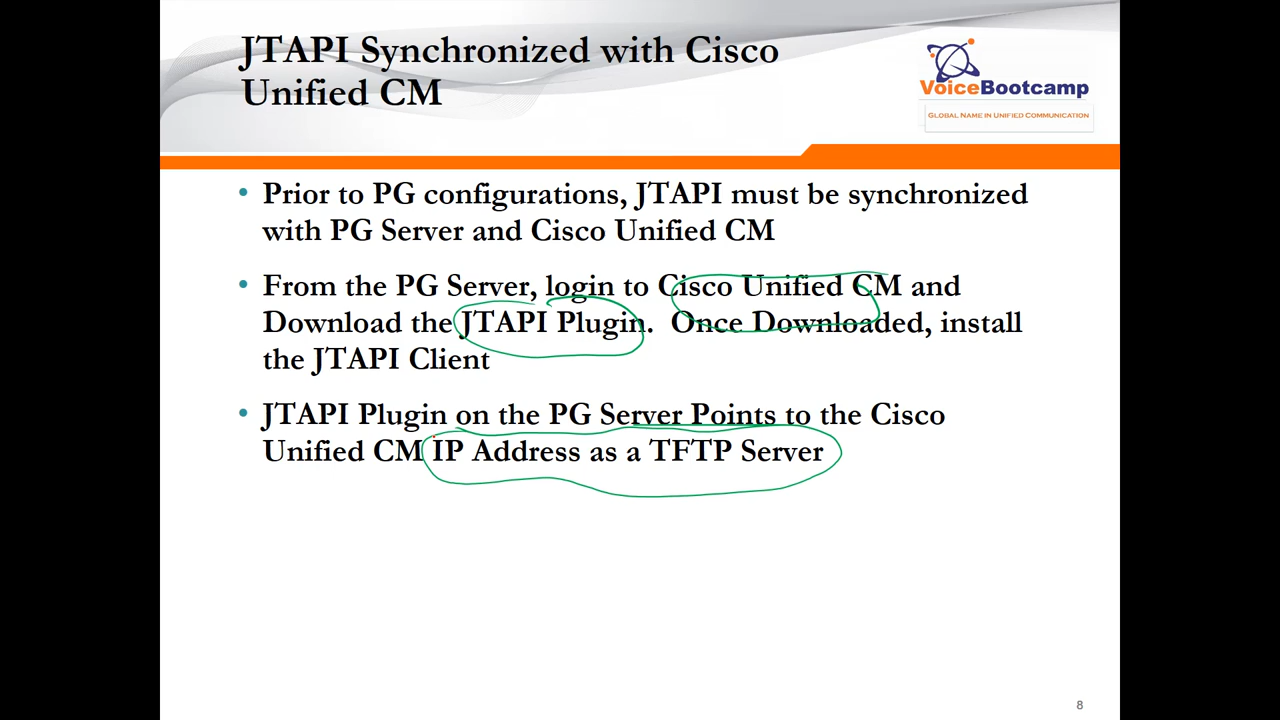 JTAPI Synchronized with Cisco
Unified CM
VoiceBootcamp
GLOBAL NAME IN UNIFIED COMMUNICATION
• Prior to PG configurations, JTAPI must be synchronized
with PG Server and Cisco Unified CM
• From the PG Server, login to Cisco Unified CM and
Download the JTAPI Plugin. Once Downloaded, install
the JTAPI Client
• JTAPI Plugin on the PG Server Points to the Cisco
Unified CM IP Address as a TFTP Server
8